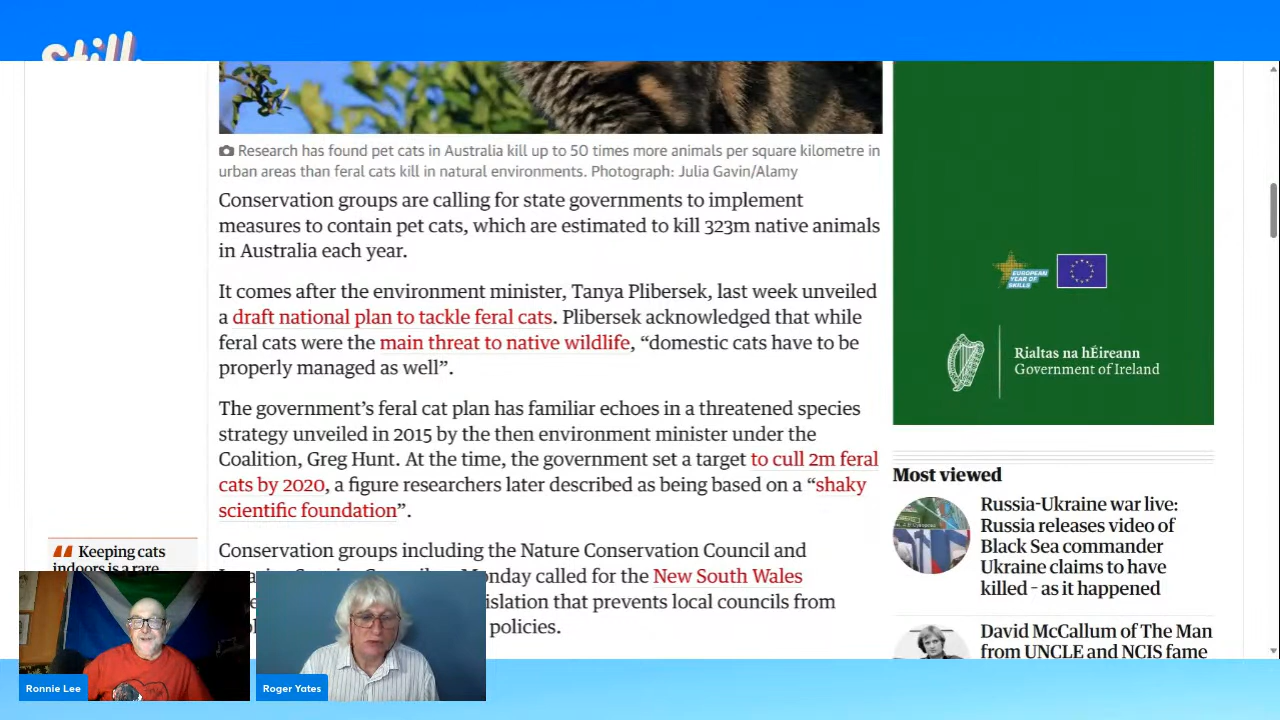 Still
Research has found pet cats in Australia kill up to 50 times more animals per square kilometre in
urban areas than feral cats kill in natural environments. Photograph: Julia Gavin/Alamy
Conservation groups are calling for state governments to implement
measures to contain pet cats, which are estimated to kill 323m native animals
in Australia each year.
It comes after the environment minister, Tanya Plibersek, last week unveiled
a draft national plan to tackle feral cats. Plibersek acknowledged that while
feral cats were the main threat to native wildlife, “domestic cats have to be
properly managed as well”.
The government’s feral cat plan has familiar echoes in a threatened species
strategy unveiled in 2015 by the then environment minister under the
Coalition, Greg Hunt. At the time, the government set a target to cull 2m feral
cats by 2020, a figure researchers later described as being based on a “shaky
scientific foundation”.
Conservation groups including the Nature Conservation Council and
Monday called for the New South Wales
islation that prevents local councils from
policies.
Keeping cats
indoors is a rare
EUROPEAN
YEAR OF
SKILLS
Rialtas na hÉireann
Government of Ireland
Most viewed
Russia-Ukraine war live:
Russia releases video of
Black Sea commander
Ukraine claims to have
killed – as it happened
David McCallum of The Man
from UNCLE and NCIS fame
Ronnie Lee
Roger Yates